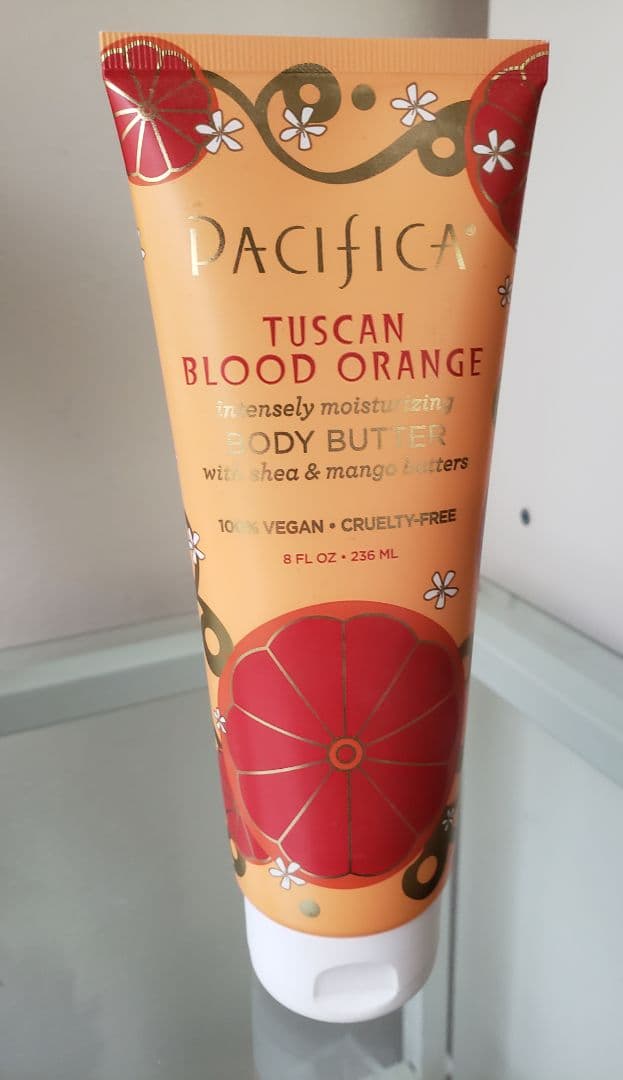 PACIFICA®
TUSCAN
BLOOD ORANGE
intensely moisturizing
BODY BUTTER
with shea & mango butters
100% VEGAN • CRUELTY-FREE
8 FL OZ • 236 ML